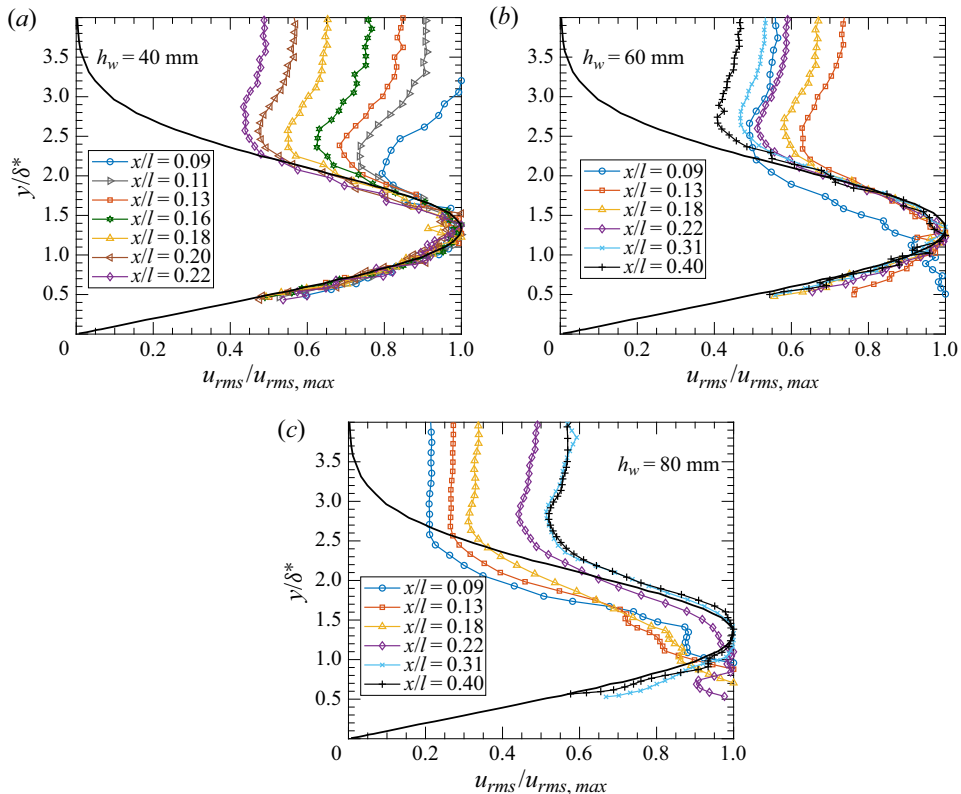 (a)
h_w = 40 mm
3.5
3.0
2.5
2.0
1.5
1.0
0.5
y/δ*
x/l = 0.09
x/l = 0.11
x/l = 0.13
x/l = 0.16
x/l = 0.18
x/l = 0.20
x/l = 0.22
0 0.2 0.4 0.6 0.8 1.0
u_rms/u_rms, max
(b)
h_w = 60 mm
3.5
3.0
2.5
2.0
1.5
1.0
0.5
x/l = 0.09
x/l = 0.13
x/l = 0.18
x/l = 0.22
x/l = 0.31
x/l = 0.40
0 0.2 0.4 0.6 0.8 1.0
u_rms/u_rms, max
(c)
h_w = 80 mm
3.5
3.0
2.5
2.0
1.5
1.0
0.5
y/δ*
x/l = 0.09
x/l = 0.13
x/l = 0.18
x/l = 0.22
x/l = 0.31
x/l = 0.40
0 0.2 0.4 0.6 0.8 1.0
u_rms/u_rms, max